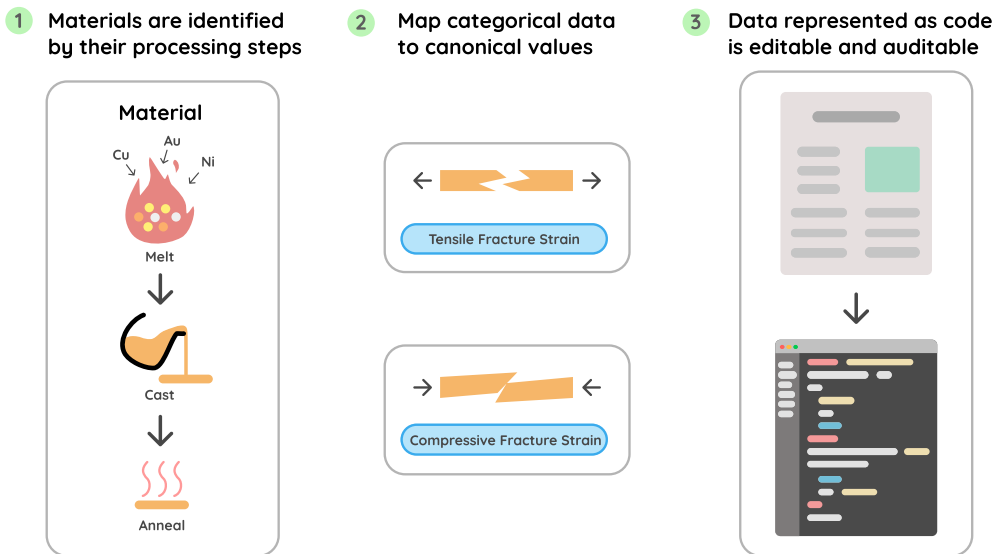 1
Materials are identified
by their processing steps
Material
Au
Cu
Ni
Melt
Cast
Anneal
2
Map categorical data
to canonical values
Tensile Fracture Strain
Compressive Fracture Strain
3
Data represented as code
is editable and auditable